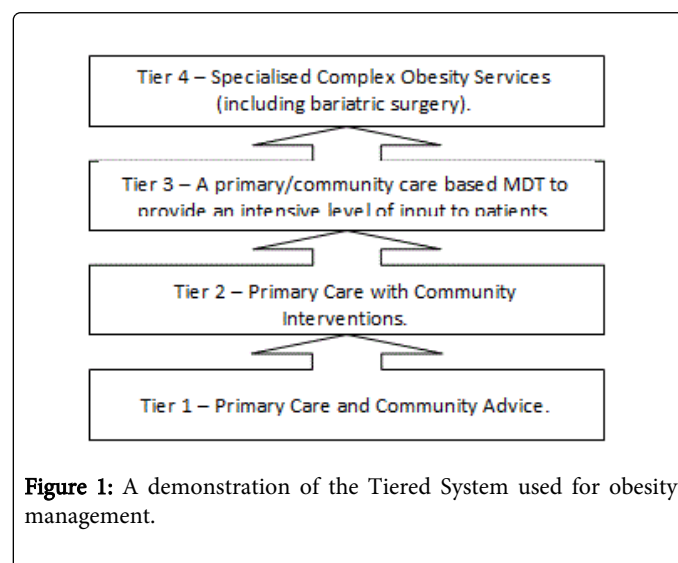 Tier 4 – Specialised Complex Obesity Services
(including bariatric surgery).
Tier 3 – A primary/community care based MDT to
provide an intensive level of input to patients
Tier 2 – Primary Care with Community
Interventions.
Tier 1 – Primary Care and Community Advice.
Figure 1: A demonstration of the Tiered System used for obesity
management.